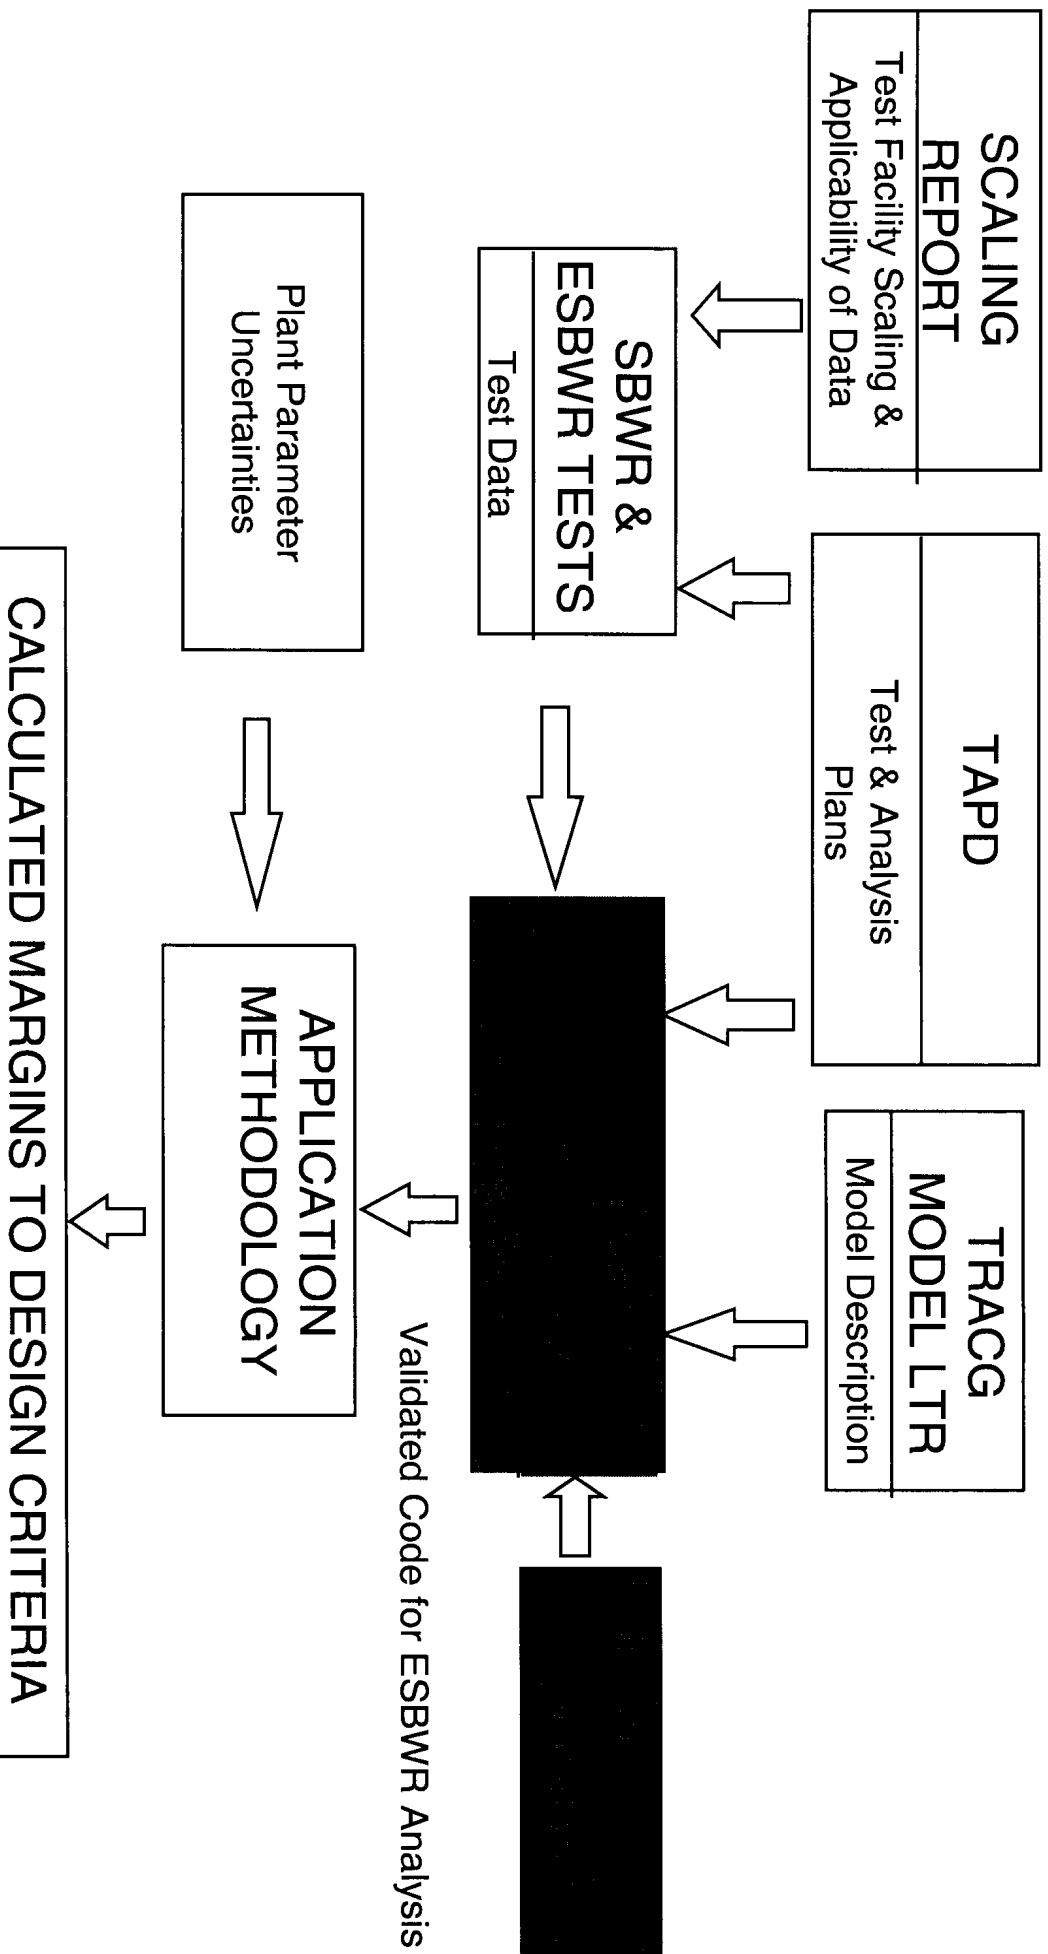 SCALING
REPORT
Test Facility Scaling &
Applicability of Data
TAPD
Test & Analysis
Plans
TRACG
MODEL LTR
Model Description
SBWR &
ESBWR TESTS
Test Data
Validated Code for ESBWR Analysis
Plant Parameter
Uncertainties
APPLICATION
METHODOLOGY
CALCULATED MARGINS TO DESIGN CRITERIA